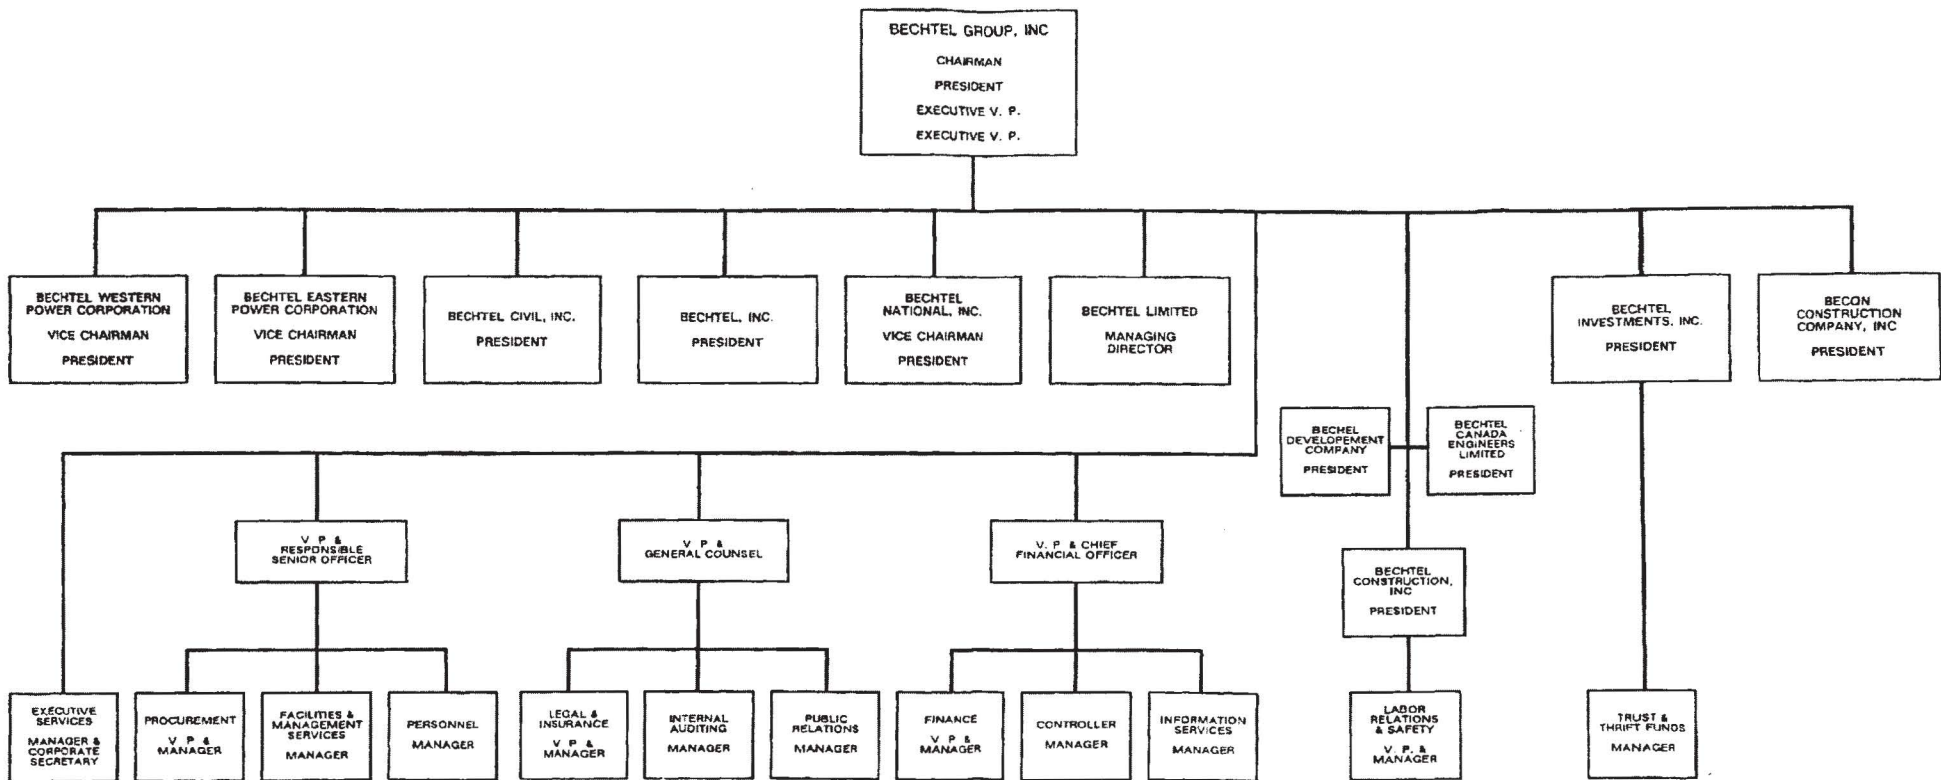 BECHTEL GROUP, INC
CHAIRMAN
PRESIDENT
EXECUTIVE V. P.
EXECUTIVE V. P.
BECHTEL WESTERN
POWER CORPORATION
VICE CHAIRMAN
PRESIDENT
BECHTEL EASTERN
POWER CORPORATION
VICE CHAIRMAN
PRESIDENT
BECHTEL CIVIL, INC.
PRESIDENT
BECHTEL, INC.
PRESIDENT
BECHTEL
NATIONAL, INC.
VICE CHAIRMAN
PRESIDENT
BECHTEL LIMITED
MANAGING
DIRECTOR
BECHTEL
INVESTMENTS, INC.
PRESIDENT
BECON
CONSTRUCTION
COMPANY, INC
PRESIDENT
BECHEL
DEVELOPEMENT
COMPANY
PRESIDENT
BECHTEL
CANADA
ENGINEERS
LIMITED
PRESIDENT
V P &
RESPONSIBLE
SENIOR OFFICER
V P &
GENERAL COUNSEL
V. P & CHIEF
FINANCIAL OFFICER
BECHTEL
CONSTRUCTION,
INC
PRESIDENT
EXECUTIVE
SERVICES
MANAGER &
CORPORATE
SECRETARY
PROCUREMENT
V P &
MANAGER
FACILITIES &
MANAGEMENT
SERVICES
MANAGER
PERSONNEL
MANAGER
LEGAL &
INSURANCE
V P &
MANAGER
INTERNAL
AUDITING
MANAGER
PUBLIC
RELATIONS
MANAGER
FINANCE
V P &
MANAGER
CONTROLLER
MANAGER
INFORMATION
SERVICES
MANAGER
LABOR
RELATIONS
& SAFETY
V. P. &
MANAGER
TRUST &
THRIFT FUNDS
MANAGER